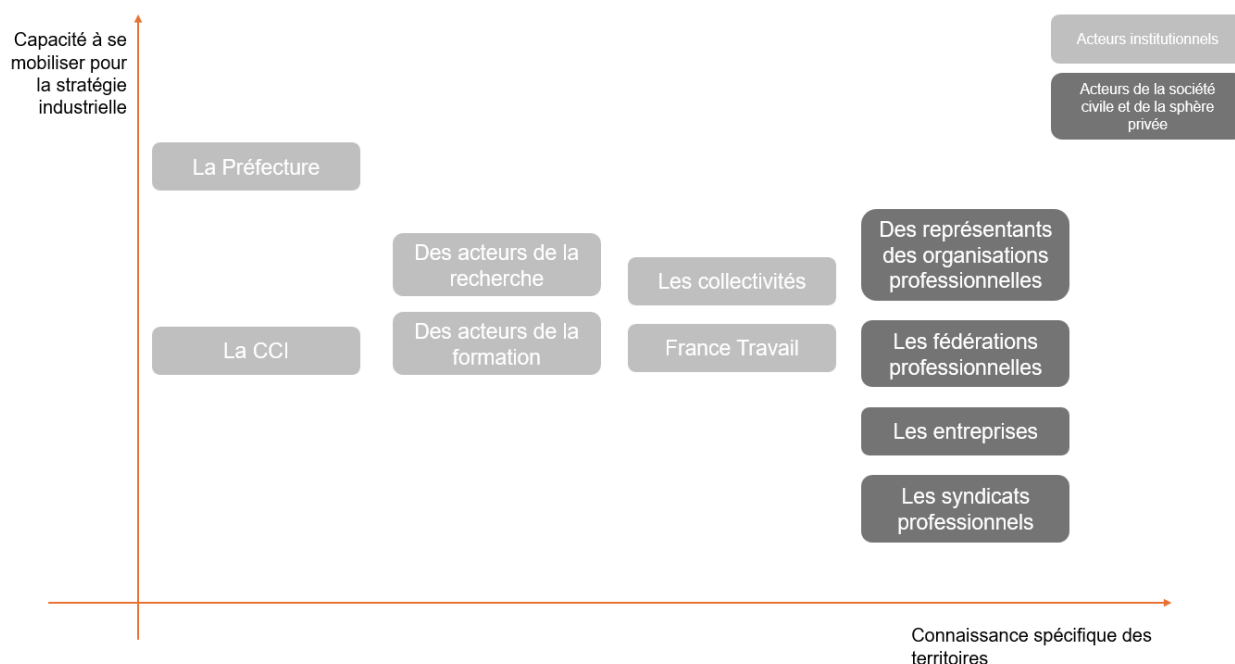 Capacité à se
mobiliser pour
la stratégie
industrielle
Acteurs institutionnels
Acteurs de la société
civile et de la sphère
privée
La Préfecture
Des acteurs de la
recherche
Les collectivités
Des représentants
des organisations
professionnelles
La CCI
Des acteurs de la
formation
France Travail
Les fédérations
professionnelles
Les entreprises
Les syndicats
professionnels
Connaissance spécifique des
territoires